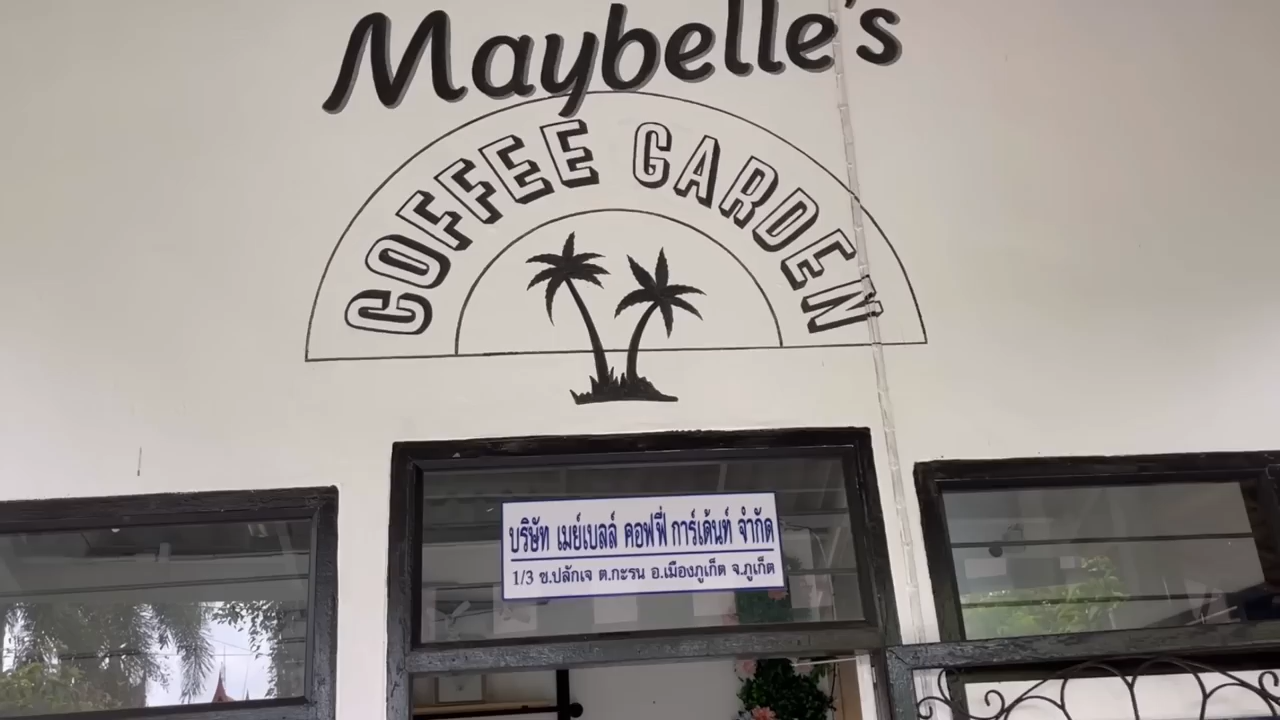 Maybelle's
COFFEE GARDEN
บริษัท เมย์เบลล์ คอฟฟี่ การ์เด้นท์ จำกัด
1/3 ซ.ปลักเจ ต.กะรน อ.เมืองภูเก็ต จ.ภูเก็ต